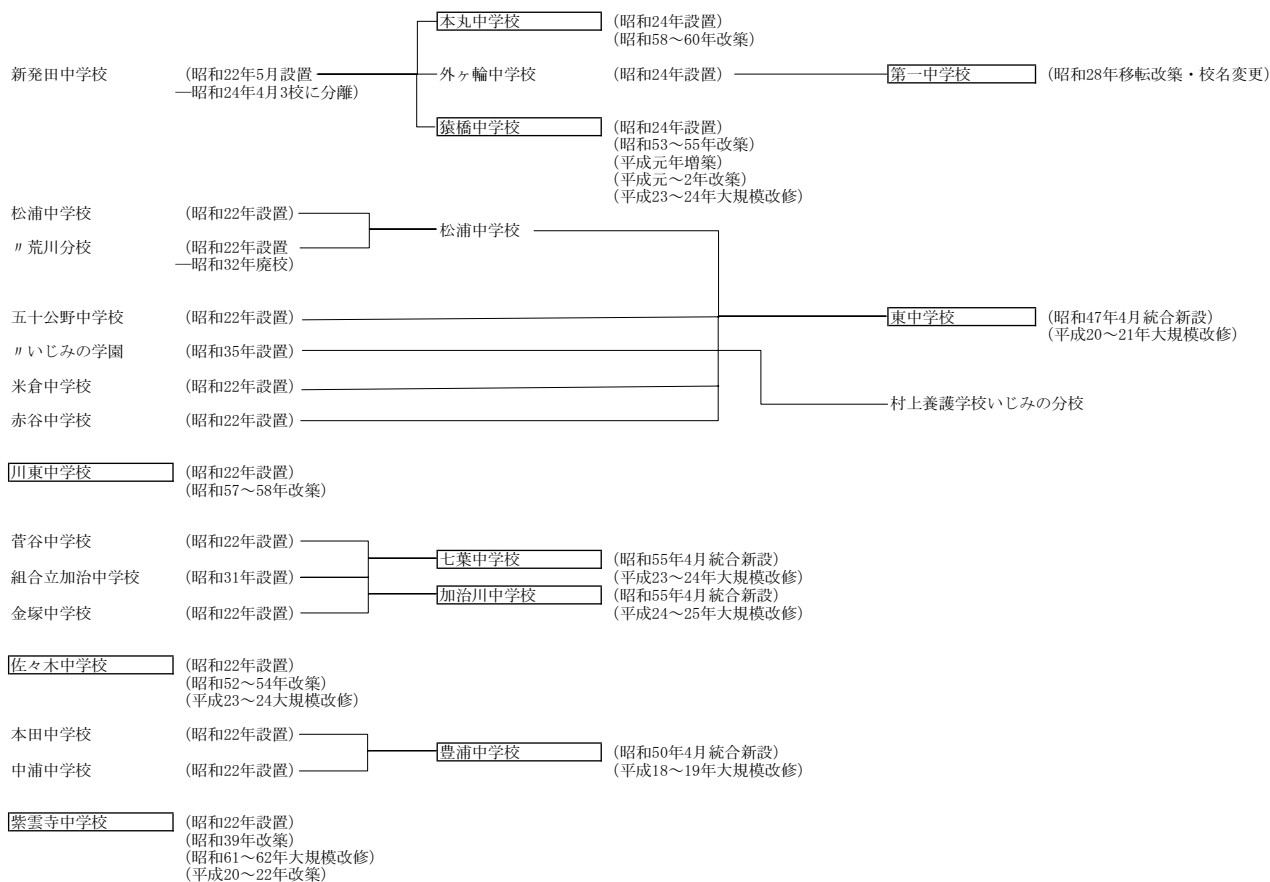 本丸中学校 (昭和24年設置)
(昭和58～60年改築)
新発田中学校 (昭和22年5月設置 外ヶ輪中学校 (昭和24年設置) 第一中学校 (昭和28年移転改築・校名変更)
―昭和24年4月3校に分離)
猿橋中学校 (昭和24年設置)
(昭和53～55年改築)
(平成元年増築)
(平成元～2年改築)
(平成23～24年大規模改修)
松浦中学校 (昭和22年設置)
松浦中学校
〃荒川分校 (昭和22年設置
―昭和32年廃校)
五十公野中学校 (昭和22年設置) 東中学校 (昭和47年4月統合新設)
(平成20～21年大規模改修)
〃いじみの学園 (昭和35年設置)
米倉中学校 (昭和22年設置)
村上養護学校いじみの分校
赤谷中学校 (昭和22年設置)
川東中学校 (昭和22年設置)
(昭和57～58年改築)
菅谷中学校 (昭和22年設置)
七葉中学校 (昭和55年4月統合新設)
組合立加治中学校 (昭和31年設置) (平成23～24年大規模改修)
加治川中学校 (昭和55年4月統合新設)
金塚中学校 (昭和22年設置) (平成24～25年大規模改修)
佐々木中学校 (昭和22年設置)
(昭和52～54年改築)
(平成23～24大規模改修)
本田中学校 (昭和22年設置)
豊浦中学校 (昭和50年4月統合新設)
中浦中学校 (昭和22年設置) (平成18～19年大規模改修)
紫雲寺中学校 (昭和22年設置)
(昭和39年改築)
(昭和61～62年大規模改修)
(平成20～22年改築)